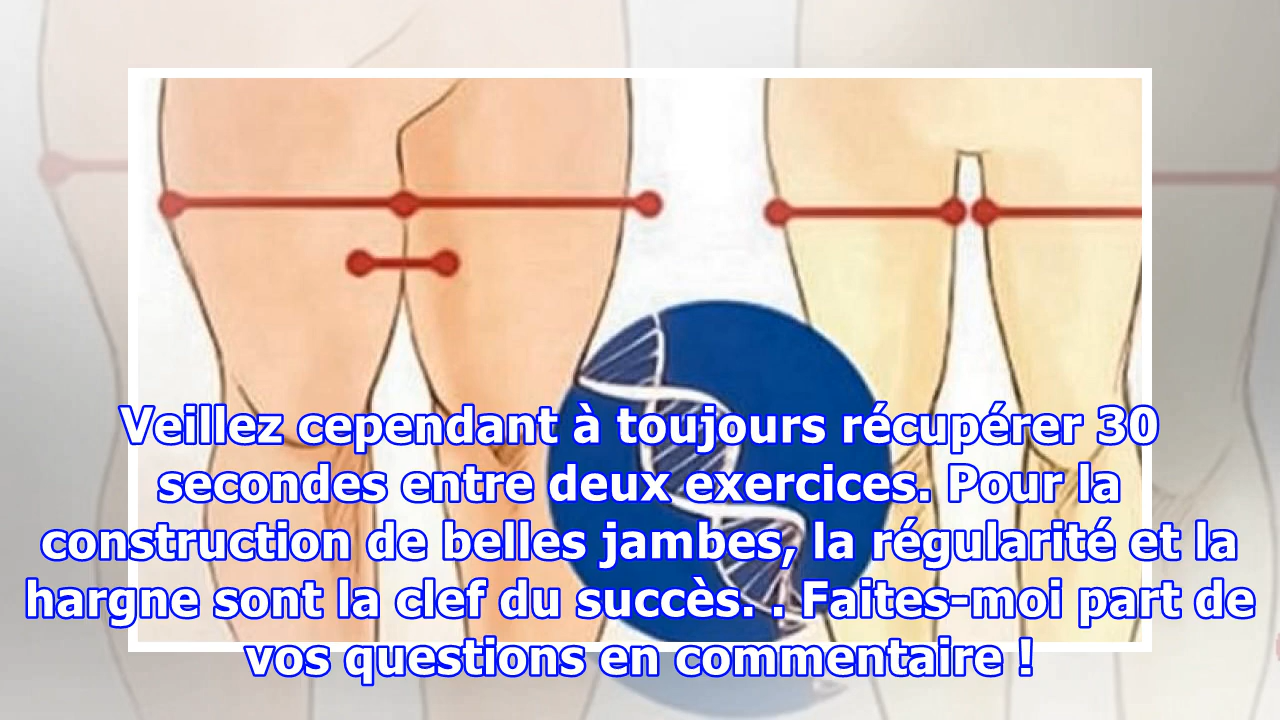 Veillez cependant à toujours récupérer 30
secondes entre deux exercices. Pour la
construction de belles jambes, la régularité et la
hargne sont la clef du succès. . Faites-moi part de
vos questions en commentaire !